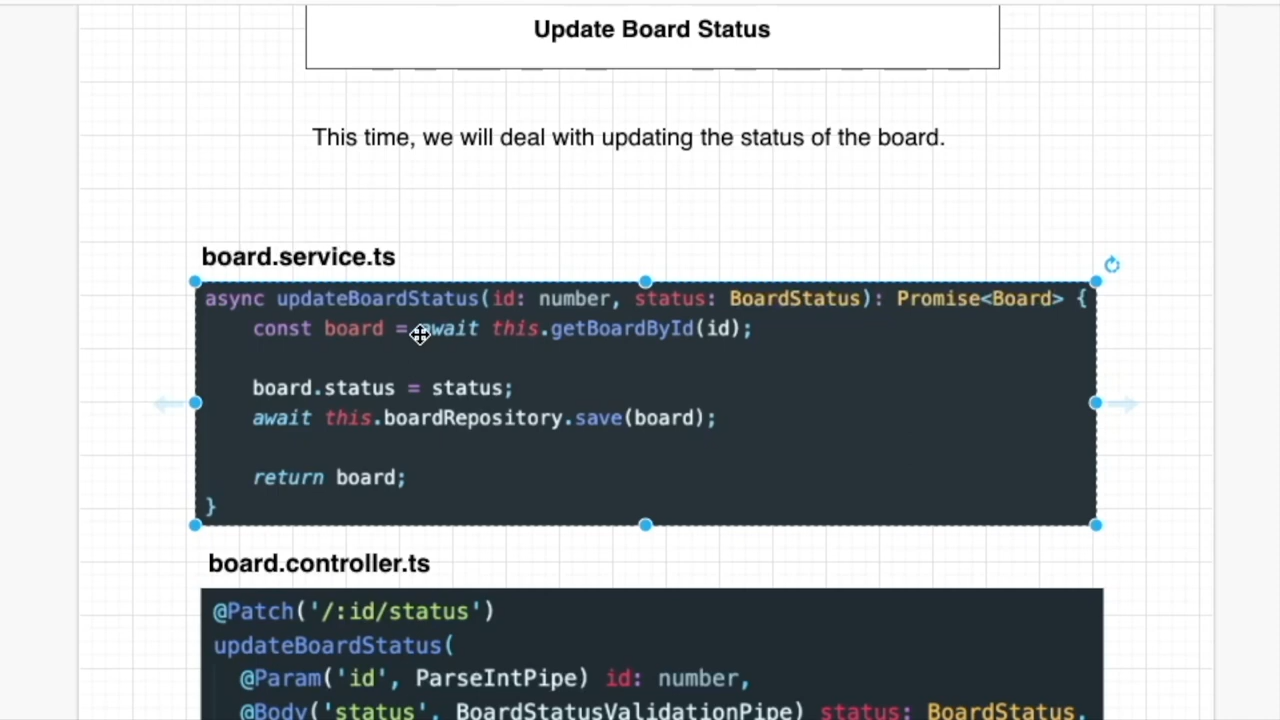 Update Board Status
This time, we will deal with updating the status of the board.
board.service.ts
async updateBoardStatus(id: number, status: BoardStatus): Promise<Board> {
    const board = await this.getBoardById(id);
    board.status = status;
    await this.boardRepository.save(board);
    return board;
}
board.controller.ts
@Patch('/:id/status')
updateBoardStatus(
  @Param('id', ParseIntPipe) id: number,
  @Body('status', BoardStatusValidationPipe) status: BoardStatus,